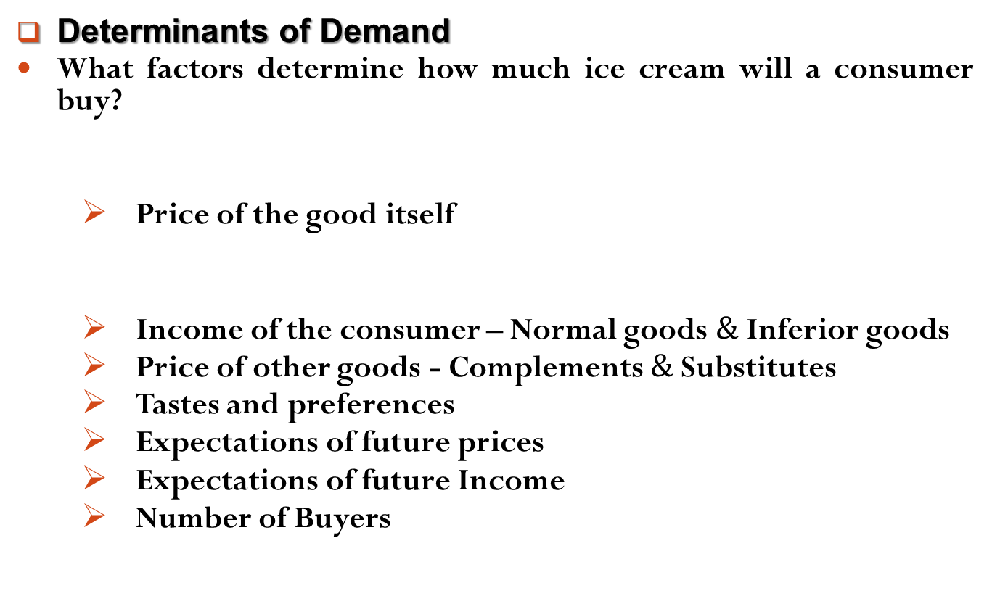 Determinants of Demand
What factors determine how much ice cream will a consumer
buy?
Price of the good itself
Income of the consumer – Normal goods & Inferior goods
Price of other goods - Complements & Substitutes
Tastes and preferences
Expectations of future prices
Expectations of future Income
Number of Buyers